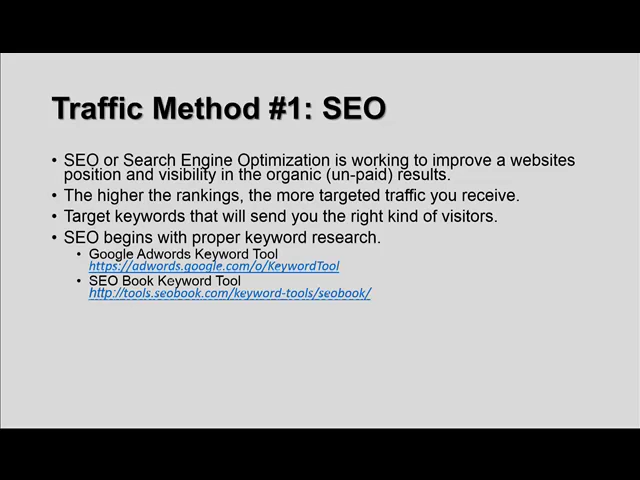 Traffic Method #1: SEO
• SEO or Search Engine Optimization is working to improve a websites
position and visibility in the organic (un-paid) results.
• The higher the rankings, the more targeted traffic you receive.
• Target keywords that will send you the right kind of visitors.
• SEO begins with proper keyword research.
• Google Adwords Keyword Tool
https://adwords.google.com/o/KeywordTool
• SEO Book Keyword Tool
http://tools.seobook.com/keyword-tools/seobook/